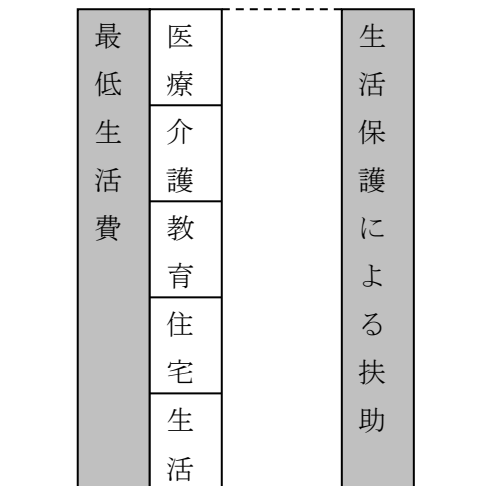 最低生活費
医療
介護
教育
住宅
生活
生活保護による扶助